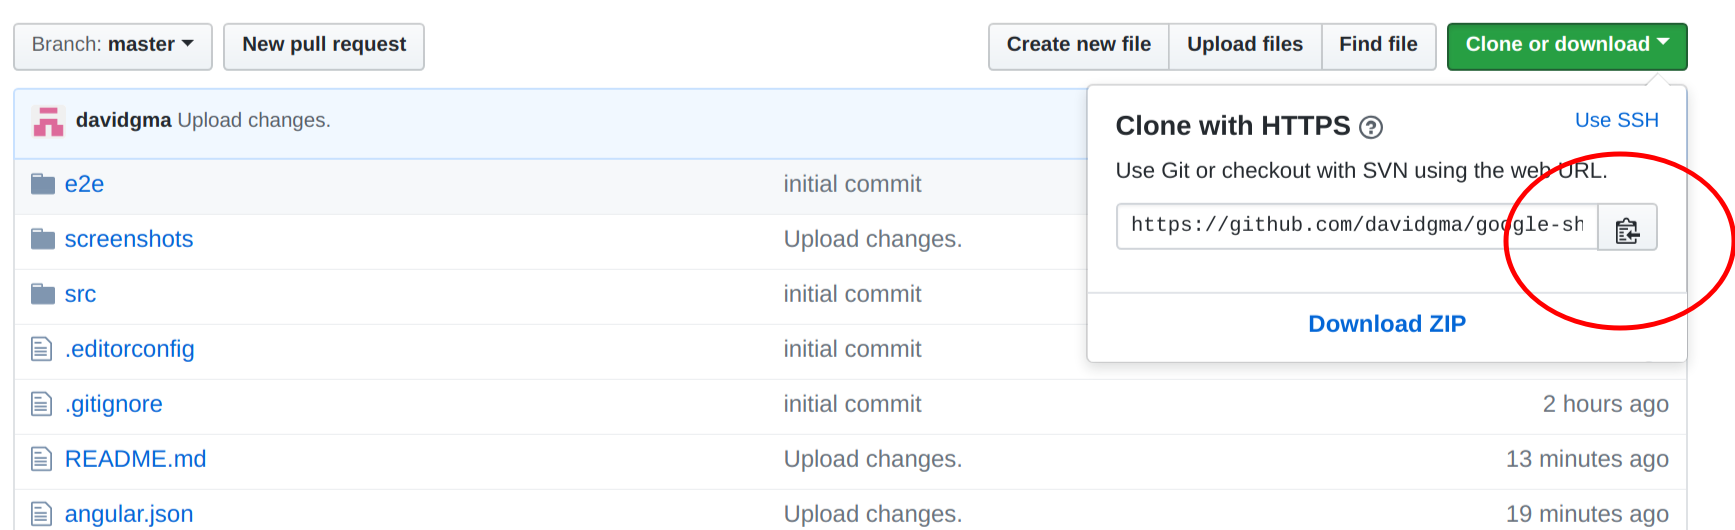 Branch: master New pull request Create new file Upload files Find file Clone or download
davidgma Upload changes.
Clone with HTTPS Use SSH
Use Git or checkout with SVN using the web URL.
https://github.com/davidgma/google-sh
Download ZIP
e2e initial commit
screenshots Upload changes.
src initial commit
.editorconfig initial commit
.gitignore initial commit 2 hours ago
README.md Upload changes. 13 minutes ago
angular.json Upload changes. 19 minutes ago